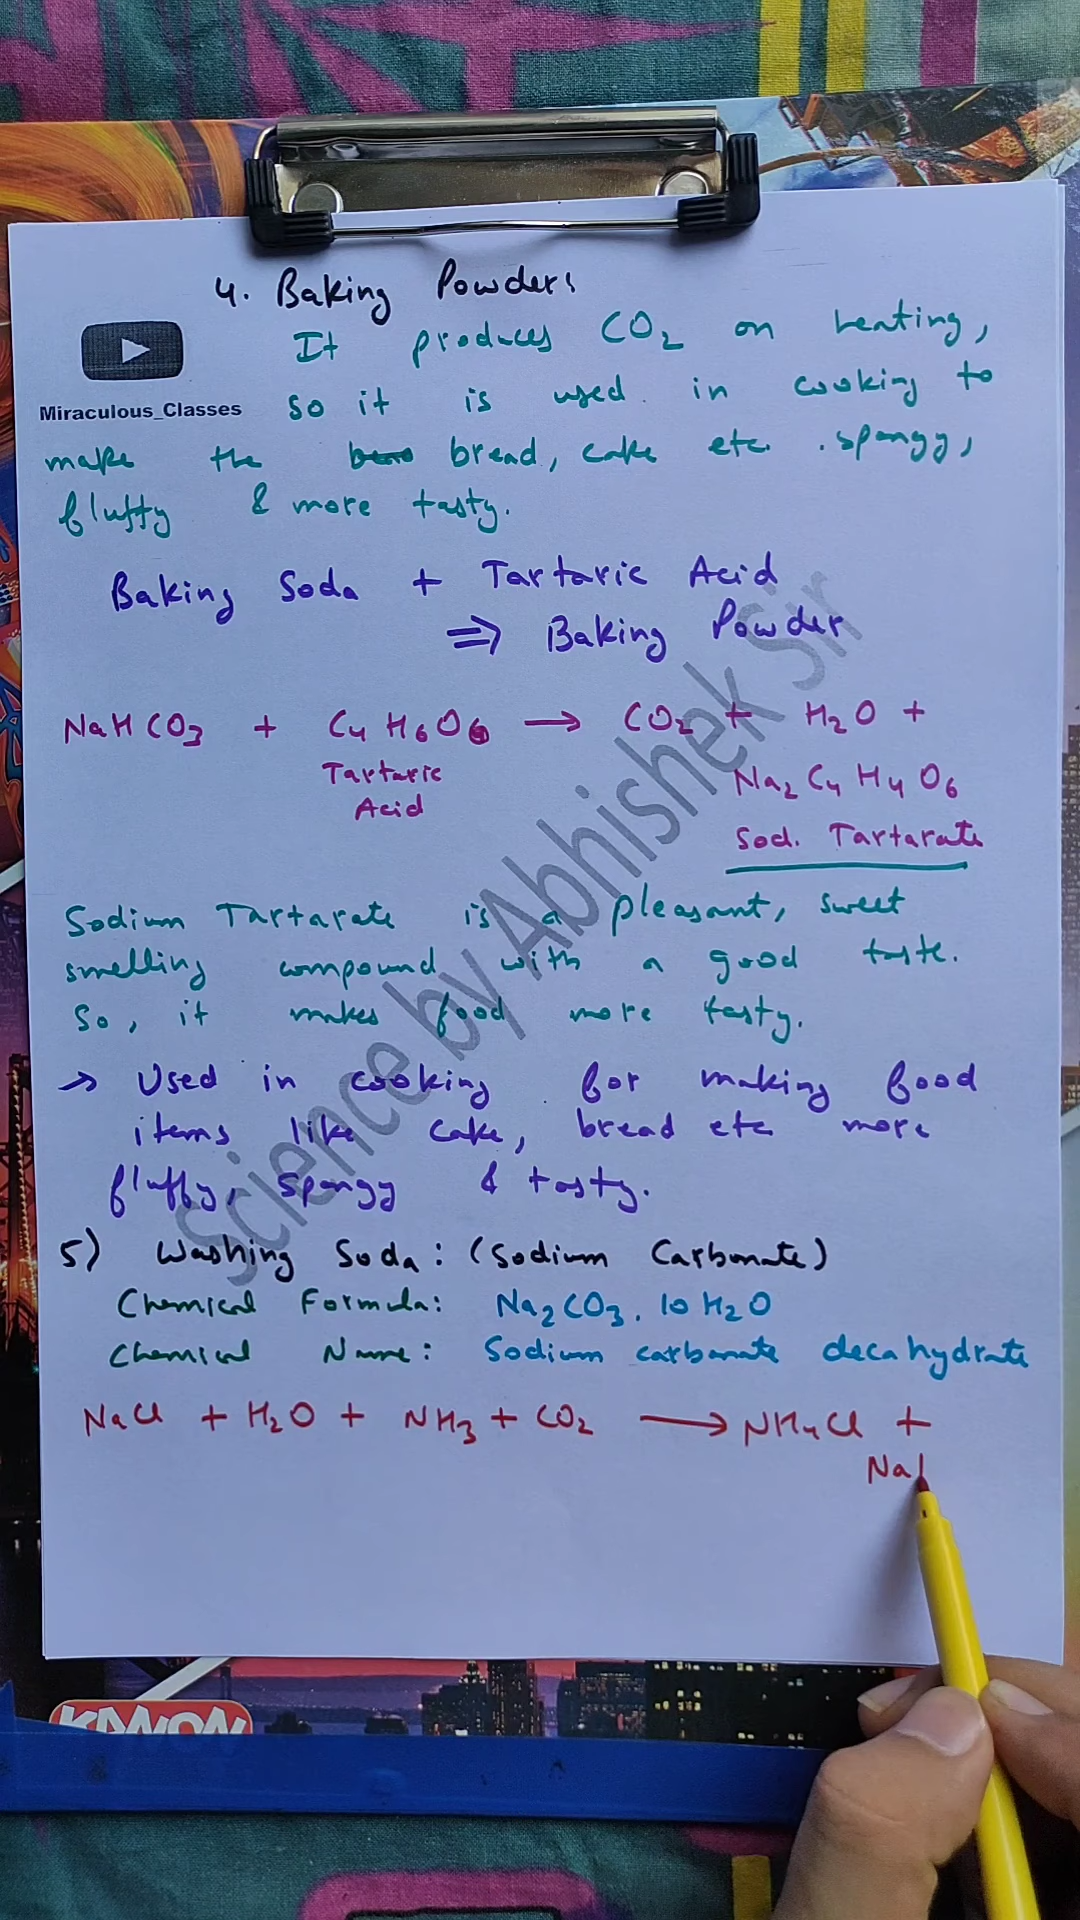 4. Baking Powder:
It produces CO2 on heating,
Miraculous_Classes
so it is used in cooking to
make the bread, cake etc. spongy,
fluffy & more tasty.
Baking Soda + Tartaric Acid
⇒ Baking Powder
NaHCO3 + C4H6O6 → CO2 + H2O +
Tartaric
Acid
Na2C4H4O6
Sod. Tartarate
Sodium Tartarate is a pleasant, sweet
smelling compound with a good taste.
So, it makes food more tasty.
→ Used in cooking for making food
items like cake, bread etc more
fluffy, spongy & tasty.
5) Washing Soda: (Sodium Carbonate)
Chemical Formula: Na2CO3.10H2O
Chemical Name: Sodium carbonate decahydrate
NaCl + H2O + NH3 + CO2 → NH4Cl +
Na
Science by Abhishek Sir
KIWON